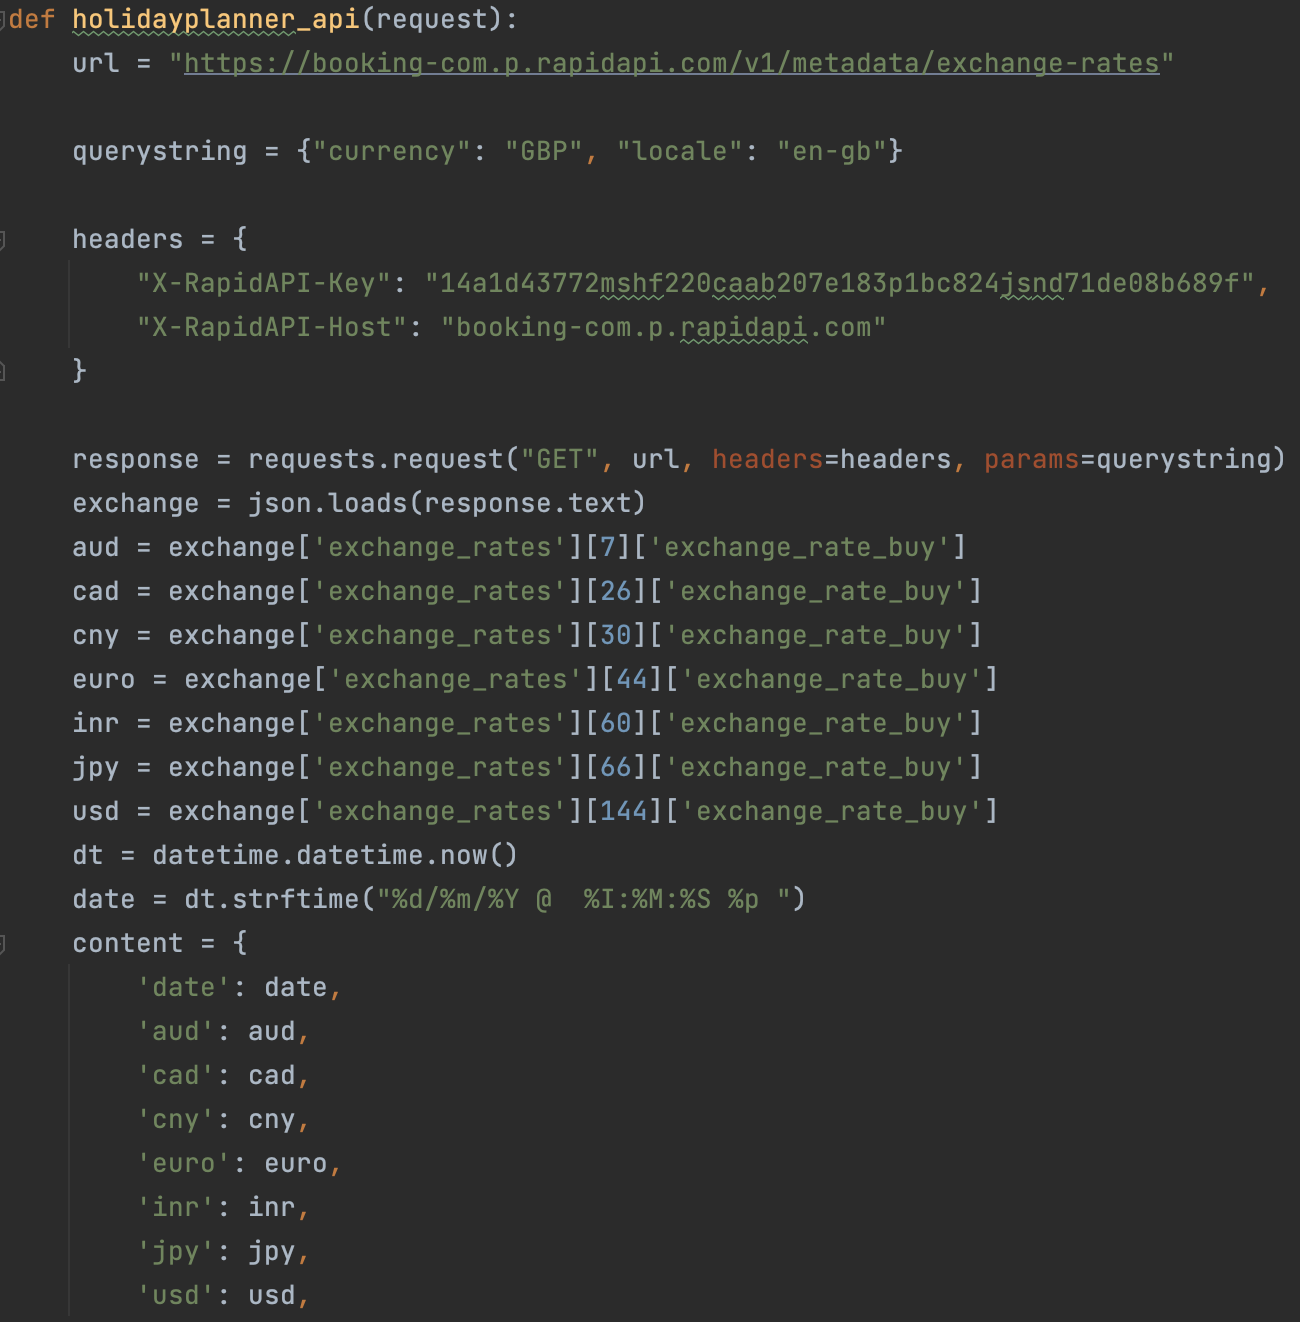 def holidayplanner_api(request):
    url = "https://booking-com.p.rapidapi.com/v1/metadata/exchange-rates"
    querystring = {"currency": "GBP", "locale": "en-gb"}
    headers = {
        "X-RapidAPI-Key": "14a1d43772mshf220caab207e183p1bc824jsnd71de08b689f",
        "X-RapidAPI-Host": "booking-com.p.rapidapi.com"
    }
    response = requests.request("GET", url, headers=headers, params=querystring)
    exchange = json.loads(response.text)
    aud = exchange['exchange_rates'][7]['exchange_rate_buy']
    cad = exchange['exchange_rates'][26]['exchange_rate_buy']
    cny = exchange['exchange_rates'][30]['exchange_rate_buy']
    euro = exchange['exchange_rates'][44]['exchange_rate_buy']
    inr = exchange['exchange_rates'][60]['exchange_rate_buy']
    jpy = exchange['exchange_rates'][66]['exchange_rate_buy']
    usd = exchange['exchange_rates'][144]['exchange_rate_buy']
    dt = datetime.datetime.now()
    date = dt.strftime("%d/%m/%Y @  %I:%M:%S %p ")
    content = {
        'date': date,
        'aud': aud,
        'cad': cad,
        'cny': cny,
        'euro': euro,
        'inr': inr,
        'jpy': jpy,
        'usd': usd,